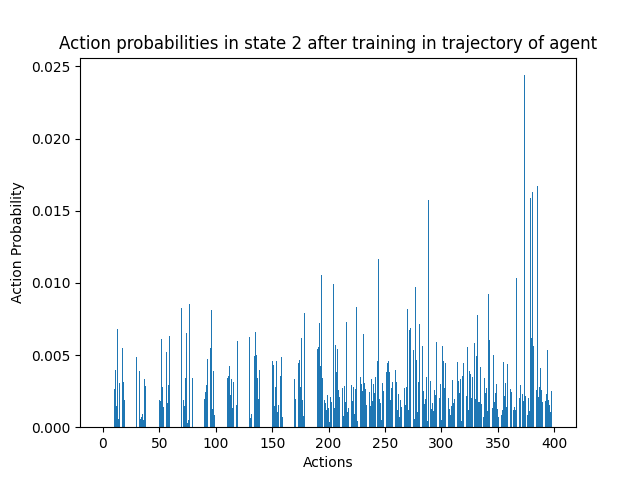 Action probabilities in state 2 after training in trajectory of agent
0.025
0.020
0.015
0.010
0.005
0.000
Action Probability
0 50 100 150 200 250 300 350 400
Actions